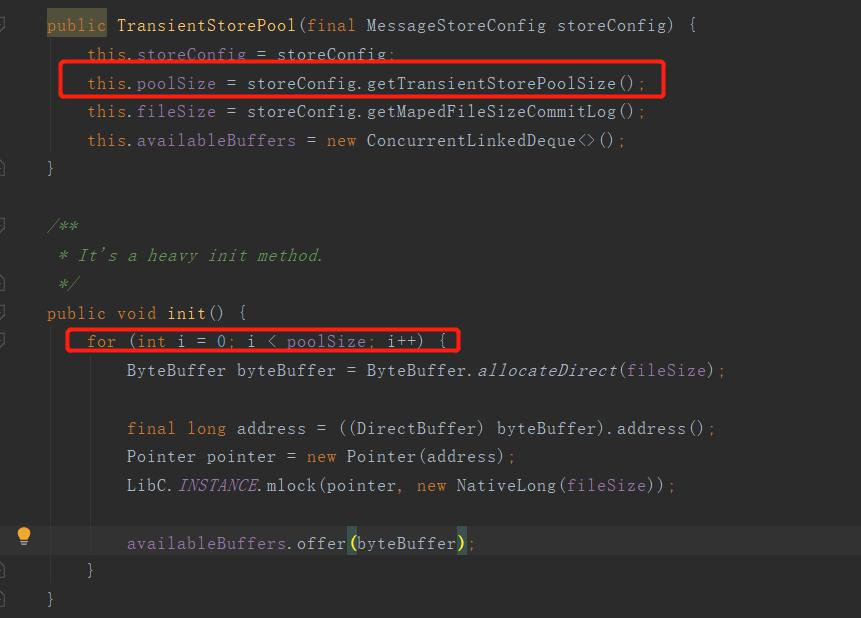 public TransientStorePool(final MessageStoreConfig storeConfig) {
this.storeConfig = storeConfig;
this.poolSize = storeConfig.getTransientStorePoolSize();
this.fileSize = storeConfig.getMapedFileSizeCommitLog();
this.availableBuffers = new ConcurrentLinkedDeque<>();
}
/**
* It's a heavy init method.
*/
public void init() {
for (int i = 0; i < poolSize; i++) {
ByteBuffer byteBuffer = ByteBuffer.allocateDirect(fileSize);
final long address = ((DirectBuffer) byteBuffer).address();
Pointer pointer = new Pointer(address);
LibC.INSTANCE.mlock(pointer, new NativeLong(fileSize));
availableBuffers.offer(byteBuffer);
}
}